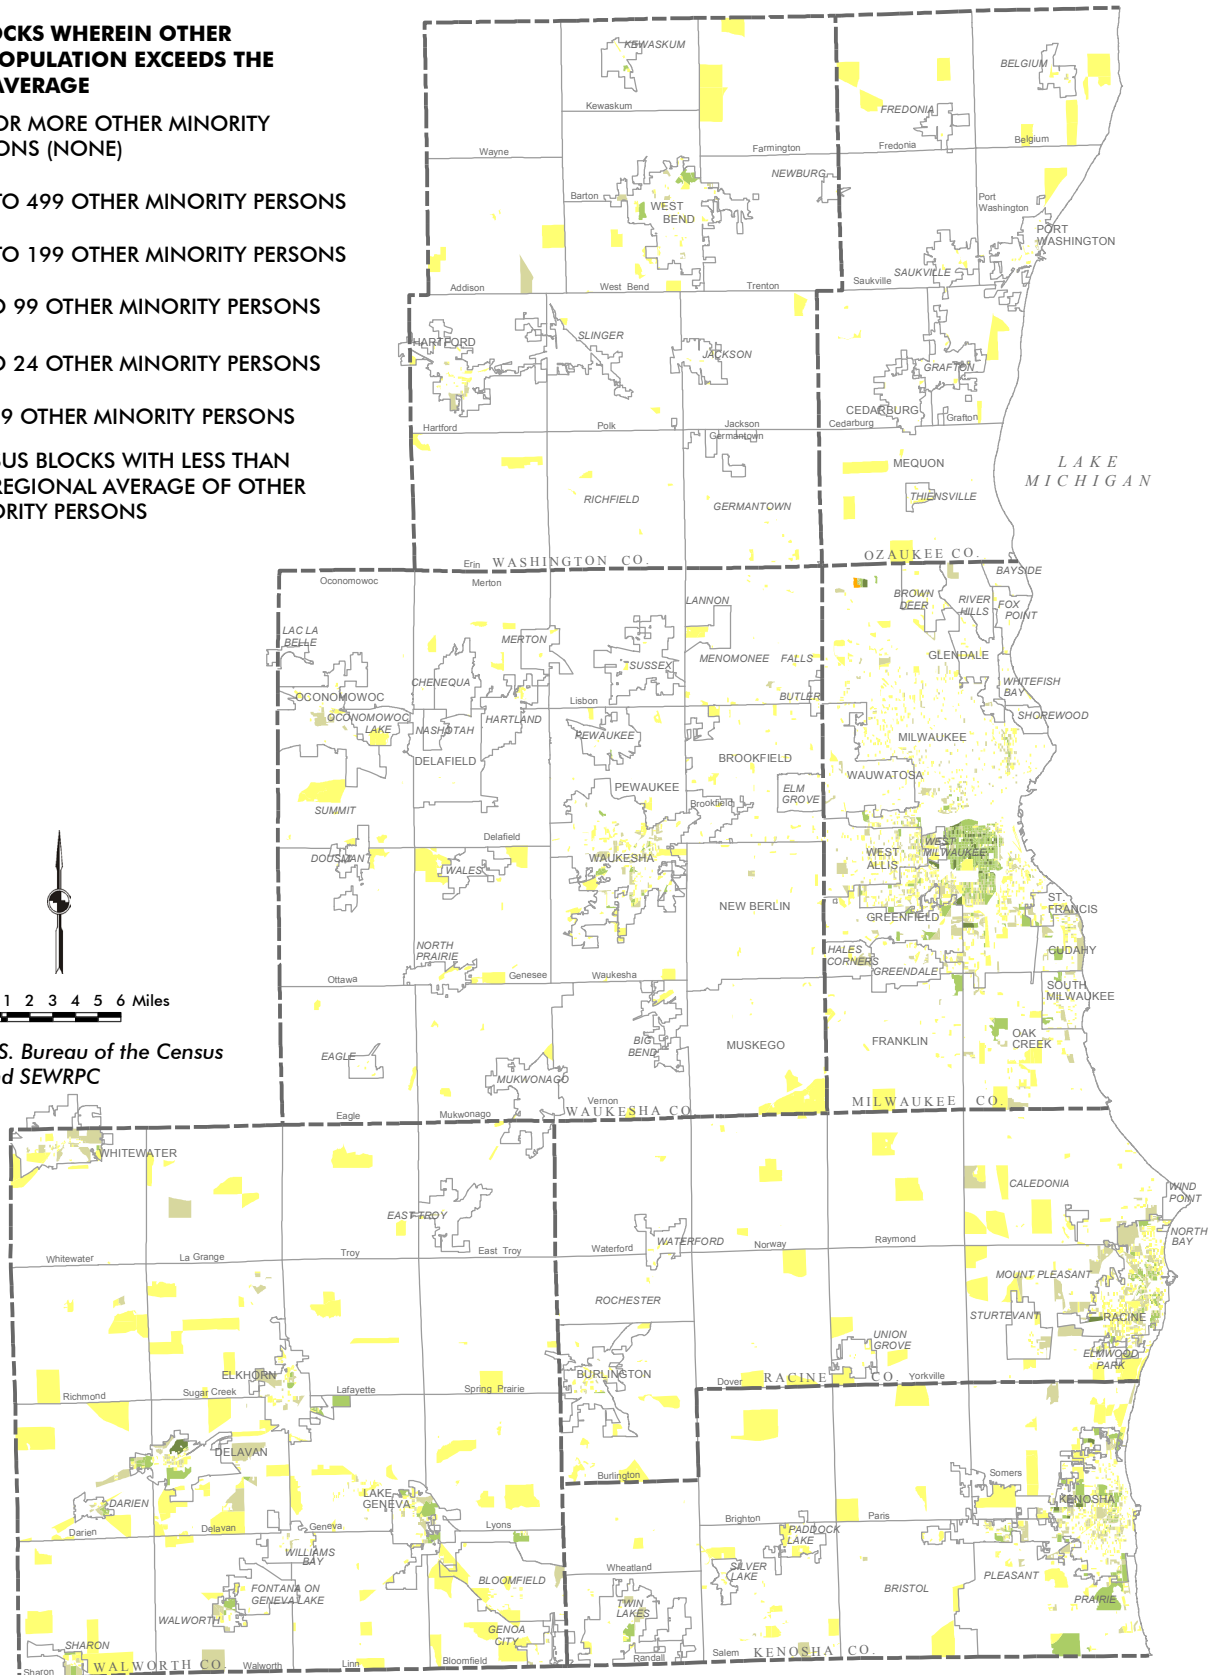 OCKS WHEREIN OTHER
OPULATION EXCEEDS THE
AVERAGE
OR MORE OTHER MINORITY
ONS (NONE)
TO 499 OTHER MINORITY PERSONS
TO 199 OTHER MINORITY PERSONS
O 99 OTHER MINORITY PERSONS
O 24 OTHER MINORITY PERSONS
9 OTHER MINORITY PERSONS
SUS BLOCKS WITH LESS THAN
REGIONAL AVERAGE OF OTHER
ORITY PERSONS
KEWASKUM
BELGIUM
Kewaskum
FREDONIA
Wayne
Farmington
Fredonia
Belgium
NEWBURG
Barton
WEST
BEND
Port
Washington
PORT
WASHINGTON
SAUKVILLE
Addison
West Bend
Trenton
Saukville
HARTFORD
SLINGER
JACKSON
GRAFTON
CEDARBURG
Grafton
Hartford
Polk
Jackson
Germantown
Cedarburg
MEQUON
LAKE
MICHIGAN
THIENSVILLE
RICHFIELD
GERMANTOWN
Erin
WASHINGTON CO.
OZAUKEE CO.
Oconomowoc
Merton
BAYSIDE
BROWN
DEER
RIVER
HILLS
FOX
POINT
LANNON
LAC LA
BELLE
MERTON
SUSSEX
MENOMONEE FALLS
GLENDALE
CHENEQUA
WHITEFISH
BAY
OCONOMOWOC
Lisbon
BUTLER
OCONOMOWOC
LAKE
NASHOTAH
HARTLAND
PEWAUKEE
SHOREWOOD
MILWAUKEE
DELAFIELD
BROOKFIELD
WAUWATOSA
PEWAUKEE
ELM
GROVE
Brookfield
SUMMIT
Delafield
DOUSMAN
WALES
WAUKESHA
WEST
ALLIS
WEST
MILWAUKEE
NEW BERLIN
ST.
FRANCIS
GREENFIELD
NORTH
PRAIRIE
HALES
CORNERS
CUDAHY
GREENDALE
Ottawa
Genesee
Waukesha
SOUTH
MILWAUKEE
1 2 3 4 5 6 Miles
S. Bureau of the Census
nd SEWRPC
EAGLE
BIG
BEND
MUSKEGO
FRANKLIN
OAK
CREEK
MUKWONAGO
Vernon
Eagle
Mukwonago
WAUKESHA CO.
MILWAUKEE CO.
WHITEWATER
CALEDONIA
WIND
POINT
EAST TROY
NORTH
BAY
Whitewater
La Grange
Troy
East Troy
Waterford
WATERFORD
Norway
Raymond
MOUNT PLEASANT
ROCHESTER
STURTEVANT
RACINE
UNION
GROVE
ELMWOOD
PARK
ELKHORN
BURLINGTON
Richmond
Sugar Creek
Lafayette
Spring Prairie
Dover
RACINE CO.
Yorkville
DELAVAN
Burlington
Somers
DARIEN
LAKE
GENEVA
KENOSHA
Darien
Delavan
Geneva
Lyons
Brighton
Paris
PADDOCK
LAKE
WILLIAMS
BAY
Wheatland
SILVER
LAKE
BLOOMFIELD
FONTANA ON
GENEVA LAKE
BRISTOL
PLEASANT
PRAIRIE
TWIN
LAKES
WALWORTH
GENOA
CITY
SHARON
Sharon
WALWORTH CO.
Walworth
Linn
Bloomfield
Randall
Salem
KENOSHA CO.